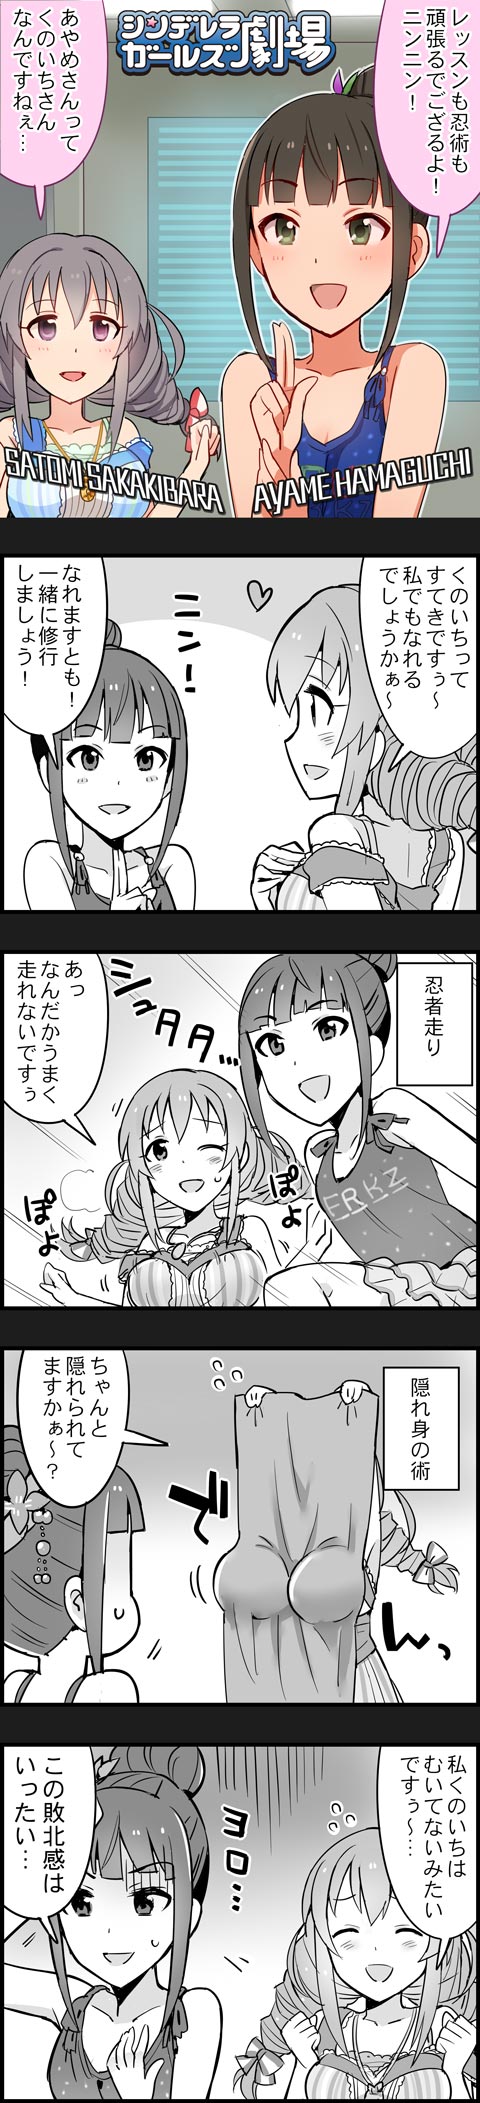 シンデレラ
ガールズ劇場
レッスンも忍術も
頑張るでござるよ！
ニンニン！
あやめさんって
くのいちさん
なんですねぇ…
SATOMI SAKAKIBARA
AYAME HAMAGUCHI
くのいちって
すてきですぅ～
私でもなれる
でしょうかぁ～
ニン！
なれますとも！
一緒に修行
しましょう！
忍者走り
シュタタ…
あっ
なんだかうまく
走れないですぅ
ERKZ
ぽよ
ぽよ
隠れ身の術
ちゃんと
隠れられて
ますかぁ～？
で
んっ
私くのいちは
むいてないみたい
ですぅ～…
ヨロ…
この敗北感は
いったい…